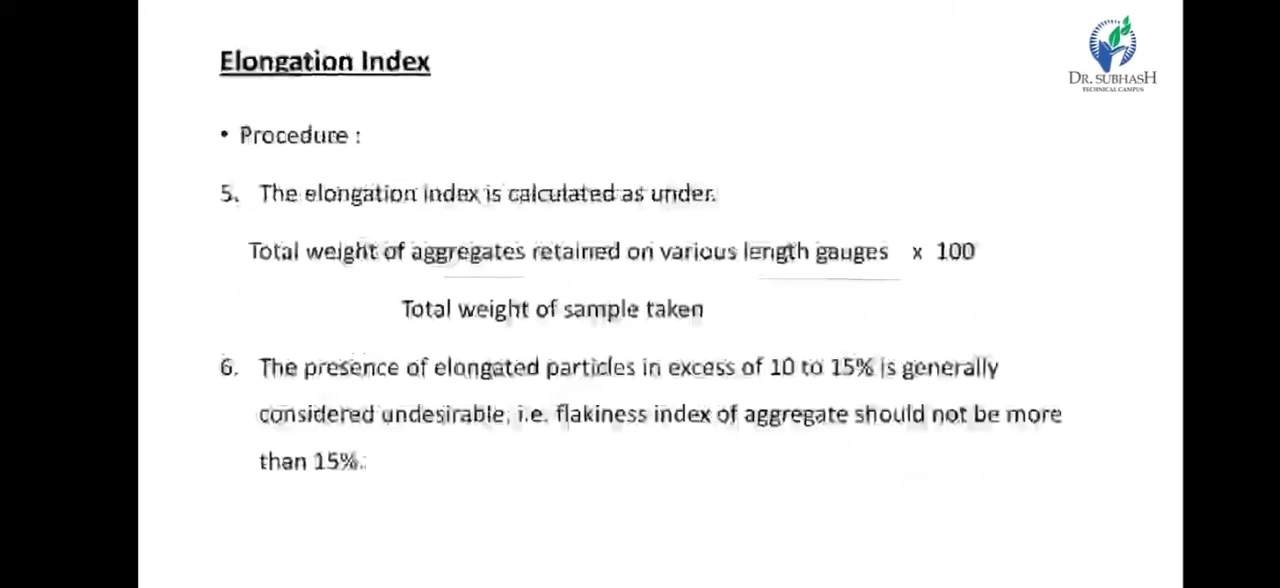 Elongation Index
DR. SUBHASH
TECHNICAL CAMPUS
• Procedure :
5. The elongation index is calculated as under.
Total weight of aggregates retained on various length gauges x 100
Total weight of sample taken
6. The presence of elongated particles in excess of 10 to 15% is generally
considered undesirable, i.e. flakiness index of aggregate should not be more
than 15%.